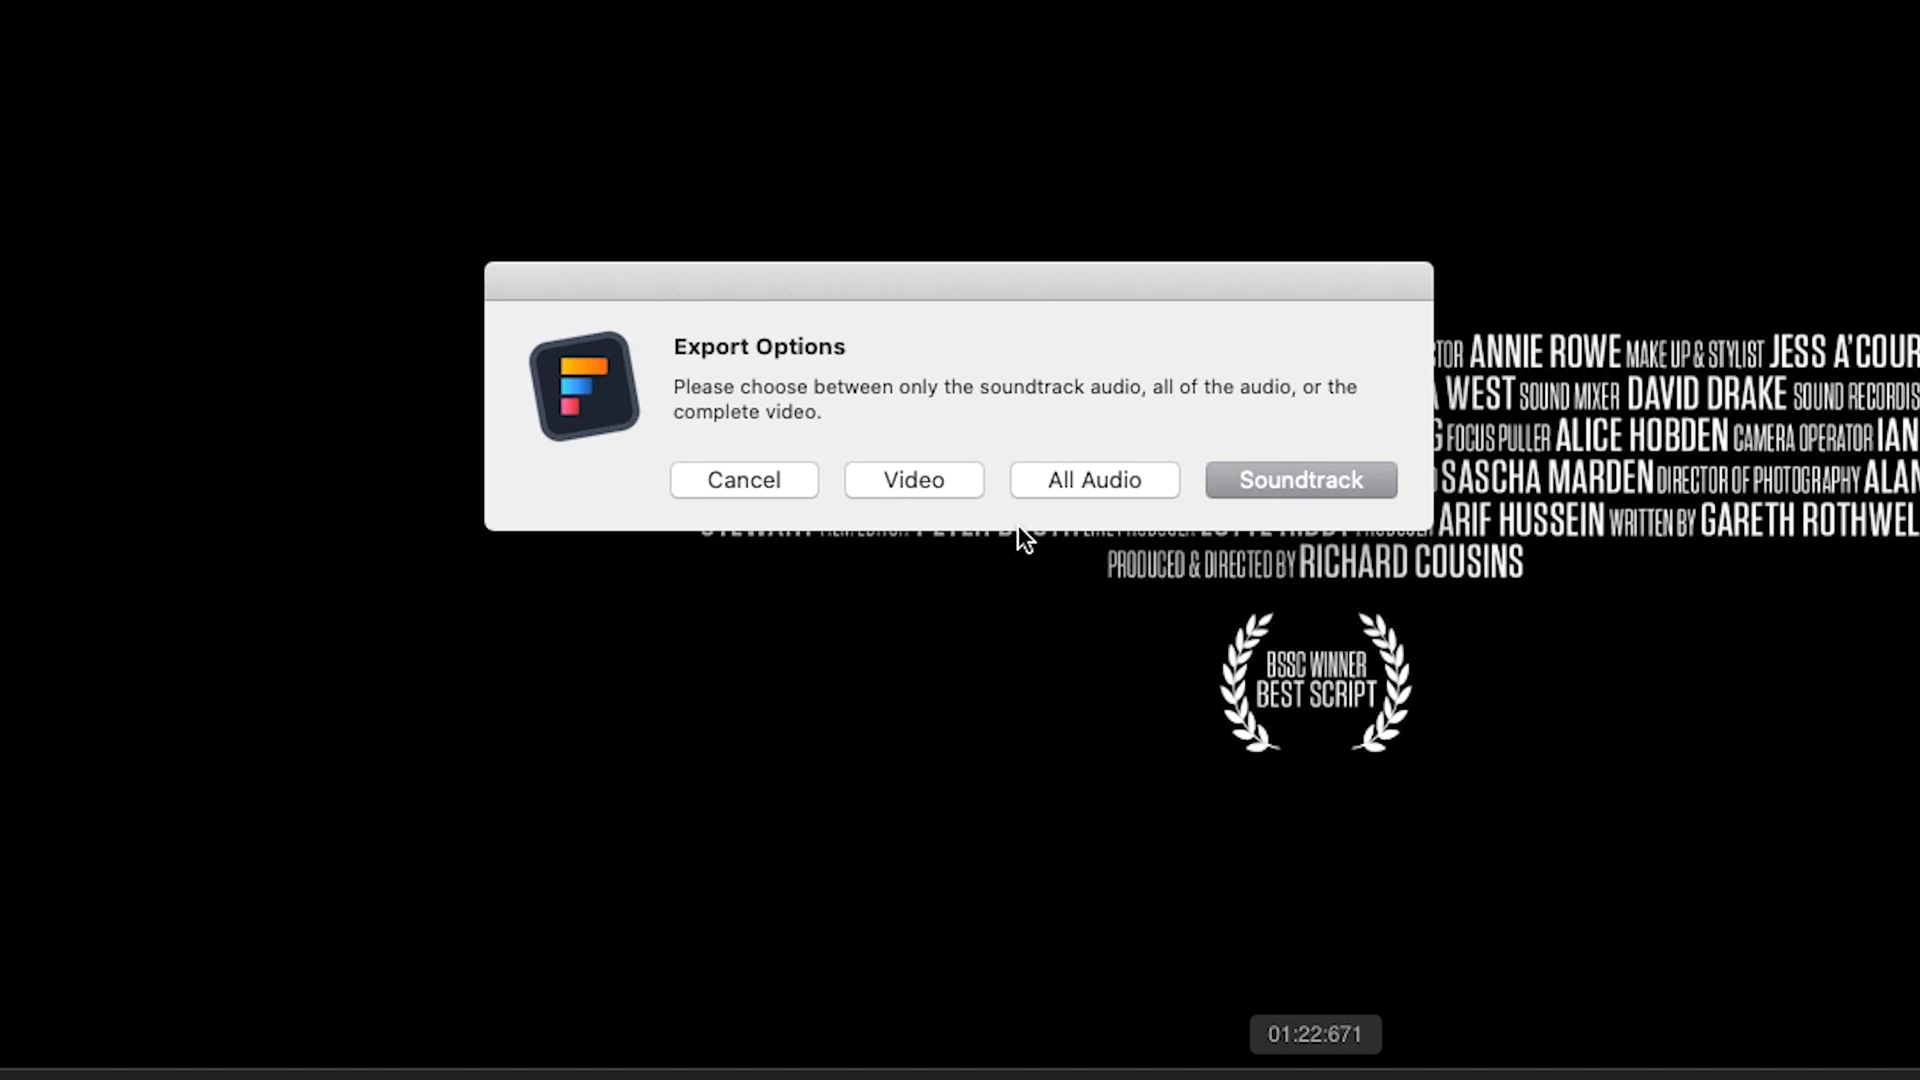 Export Options
Please choose between only the soundtrack audio, all of the audio, or the
complete video.
Cancel Video All Audio Soundtrack
ANNIE ROWE MAKE UP & STYLIST JESS A'COUR
WEST SOUND MIXER DAVID DRAKE SOUND RECORDIS
FOCUS PULLER ALICE HOBDEN CAMERA OPERATOR IAN
SASCHA MARDEN DIRECTOR OF PHOTOGRAPHY ALAN
ARIF HUSSEIN WRITTEN BY GARETH ROTHWEL
PRODUCED & DIRECTED BY RICHARD COUSINS
BSSC WINNER
BEST SCRIPT
01:22:671